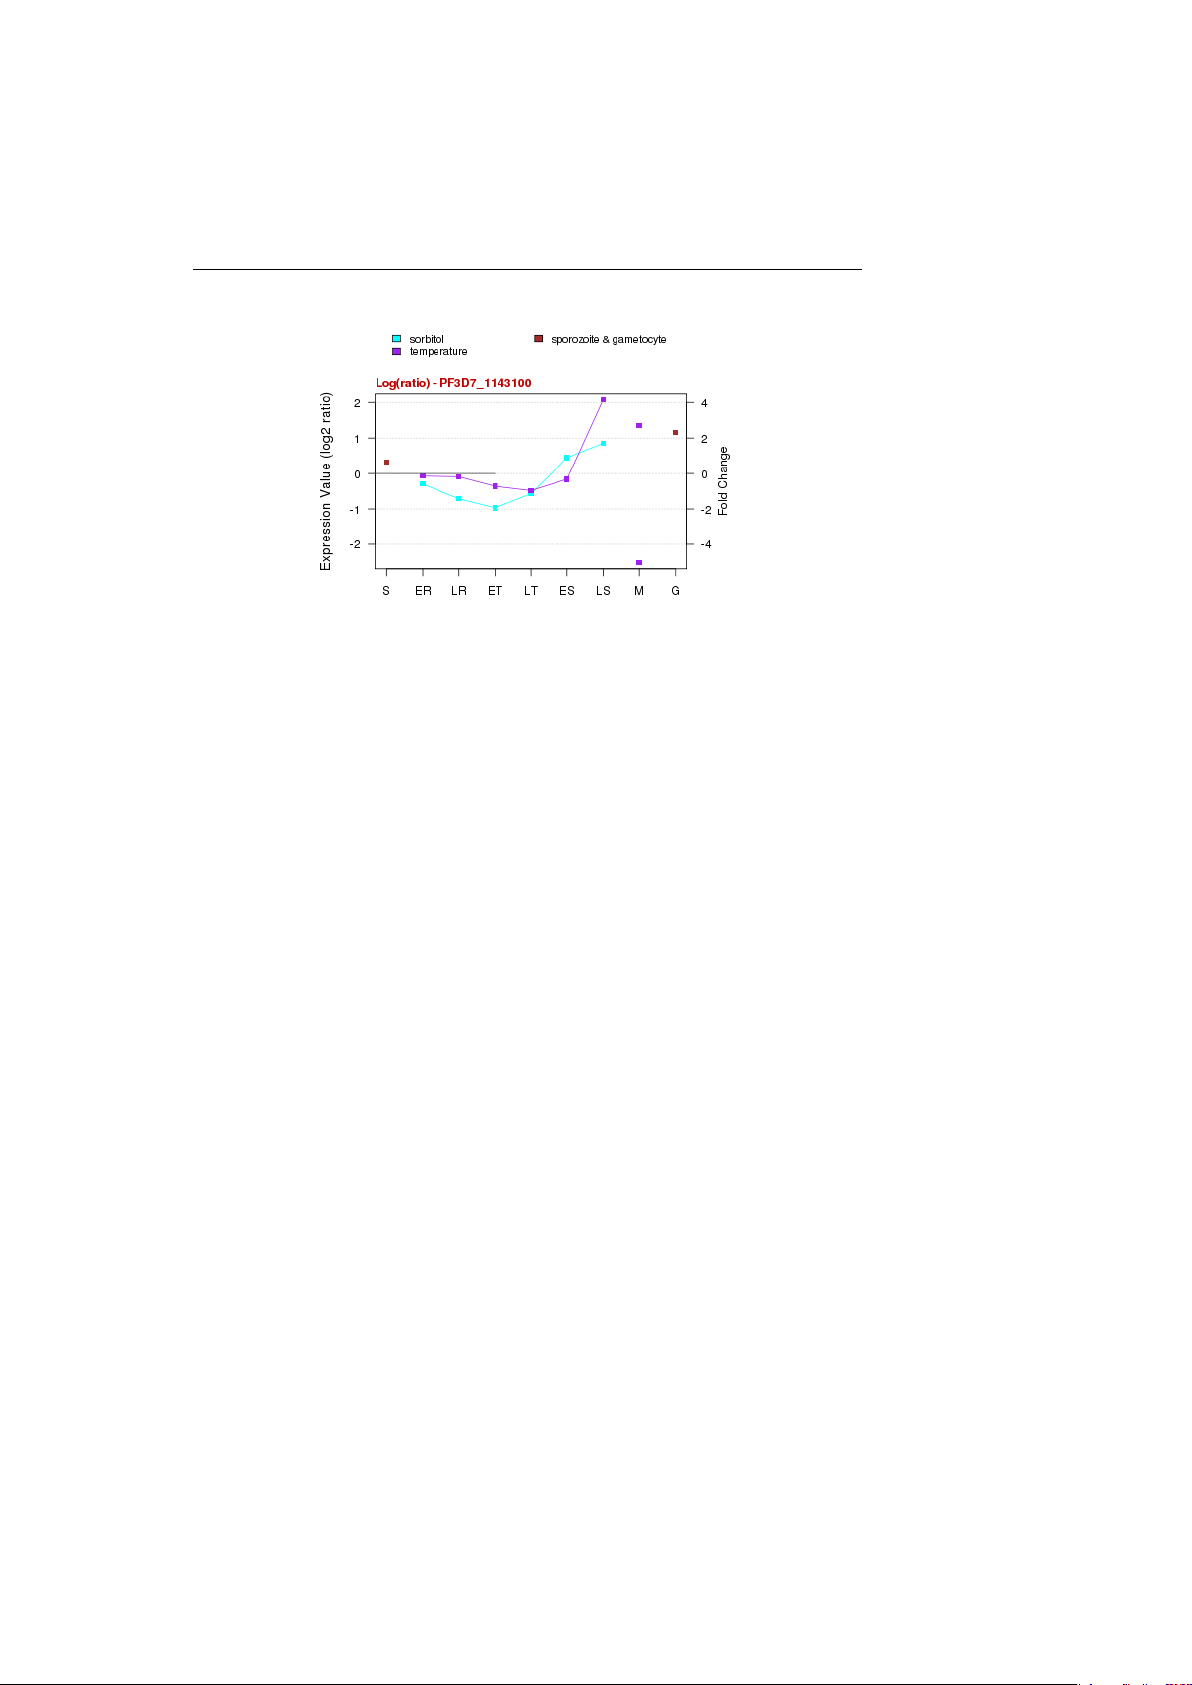 sorbitol
sporozoite & gametocyte
temperature
Log(ratio) - PF3D7_1143100
Expression Value (log2 ratio)
2
1
0
-1
-2
4
2
0
-2
-4
Fold Change
S ER LR ET LT ES LS M G